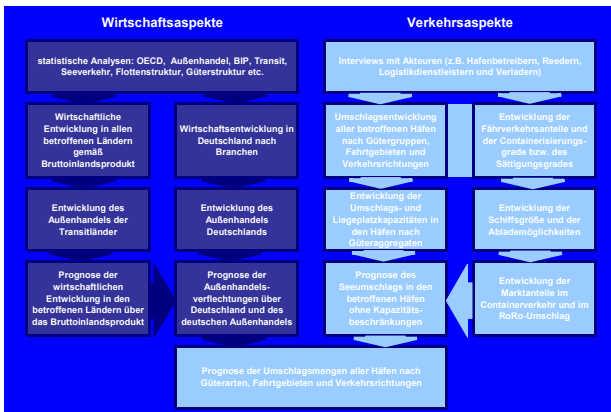 Wirtschaftsaspekte
Verkehrsaspekte
statistische Analysen: OECD, Außenhandel, BIP, Transit,
Seeverkehr, Flottenstruktur, Güterstruktur etc.
Interviews mit Akteuren (z.B. Hafenbetreibern, Reedern,
Logistikdienstleistern und Verladern)
Wirtschaftliche
Entwicklung in allen
betroffenen Ländern
gemäß
Bruttoinlandsprodukt
Wirtschaftsentwicklung in
Deutschland nach
Branchen
Umschlagsentwicklung
aller betroffenen Häfen
nach Gütergruppen,
Fahrtgebieten und
Verkehrsrichtungen
Entwicklung der
Fährverkehrsanteile und
der Containerisierungs-
grade bzw. des
Sättigungsgrades
Entwicklung des
Außenhandels der
Transitländer
Entwicklung des
Außenhandels
Deutschlands
Entwicklung der
Umschlags- und
Liegeplatzkapazitäten in
den Häfen nach
Güteraggregaten
Entwicklung der
Schiffsgröße und der
Ablademöglichkeiten
Prognose der
wirtschaftlichen
Entwicklung in den
betroffenen Ländern über
das Bruttoinlandsprodukt
Prognose der
Außenhandels-
verflechtungen über
Deutschland und des
deutschen Außenhandels
Prognose des
Seeumschlags in den
betroffenen Häfen
ohne Kapazitäts-
beschränkungen
Entwicklung der
Marktanteile im
Containerverkehr und im
RoRo-Umschlag
Prognose der Umschlagsmengen aller Häfen nach
Güterarten, Fahrtgebieten und Verkehrsrichtungen